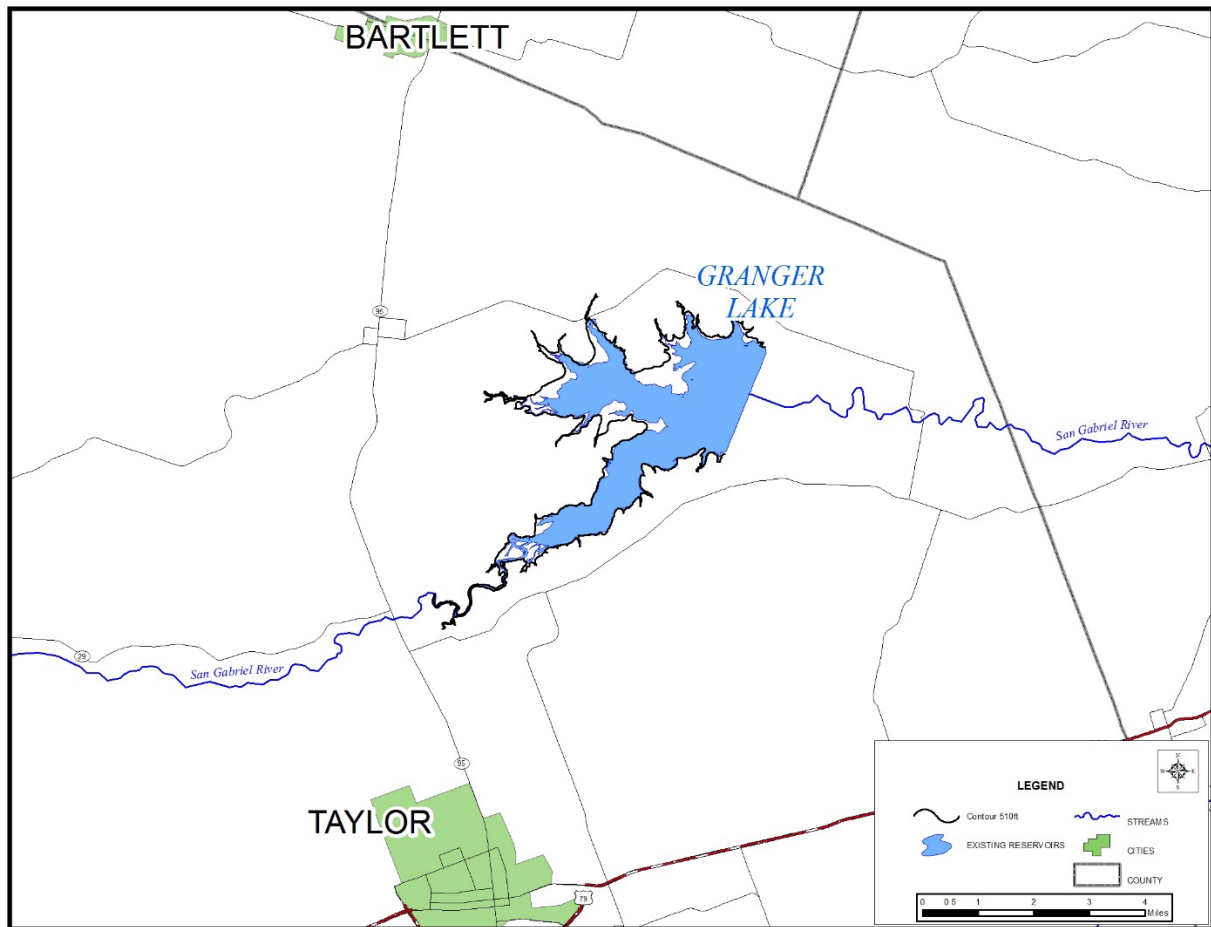 BARTLETT
GRANGER
LAKE
95
San Gabriel River
29
San Gabriel River
95
TAYLOR
79
N
W E
S
LEGEND
Contour 510ft
STREAMS
EXISTING RESERVOIRS
CITIES
COUNTY
0 0.5 1 2 3 4
Miles